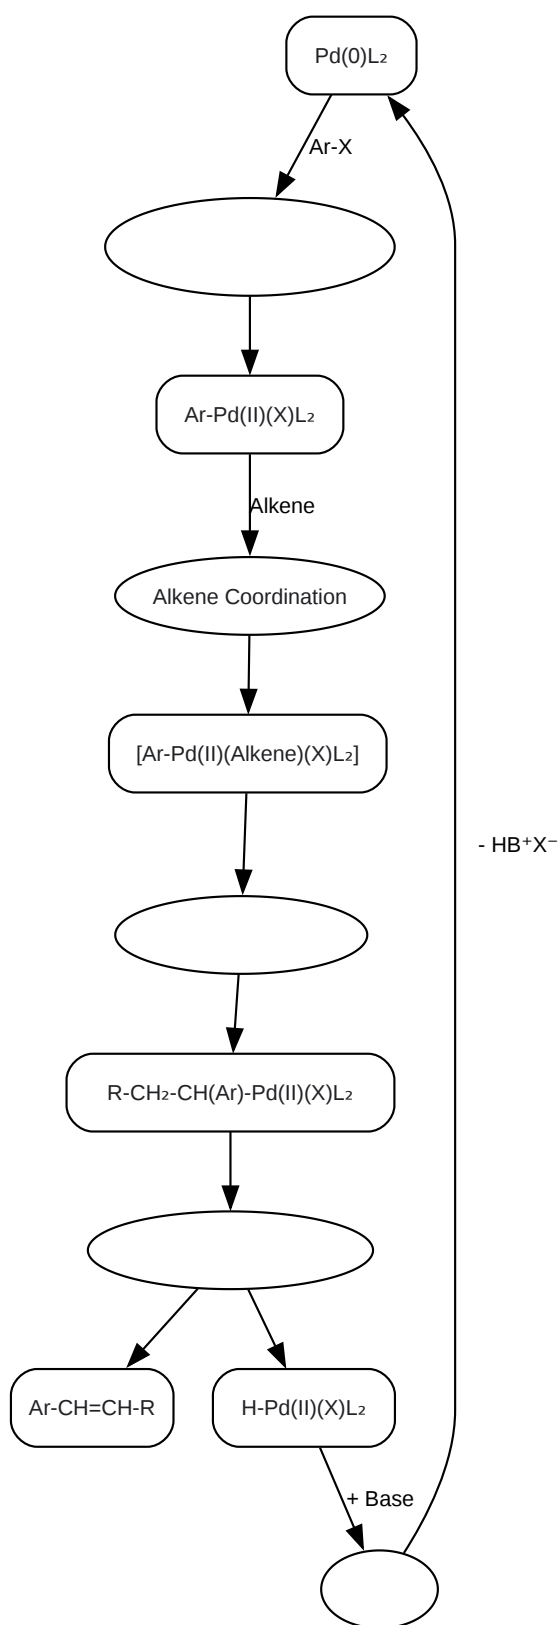 Pd(0)L₂
Ar-X
Ar-Pd(II)(X)L₂
Alkene
Alkene Coordination
[Ar-Pd(II)(Alkene)(X)L₂]
- HB⁺X⁻
R-CH₂-CH(Ar)-Pd(II)(X)L₂
Ar-CH=CH-R
H-Pd(II)(X)L₂
+ Base